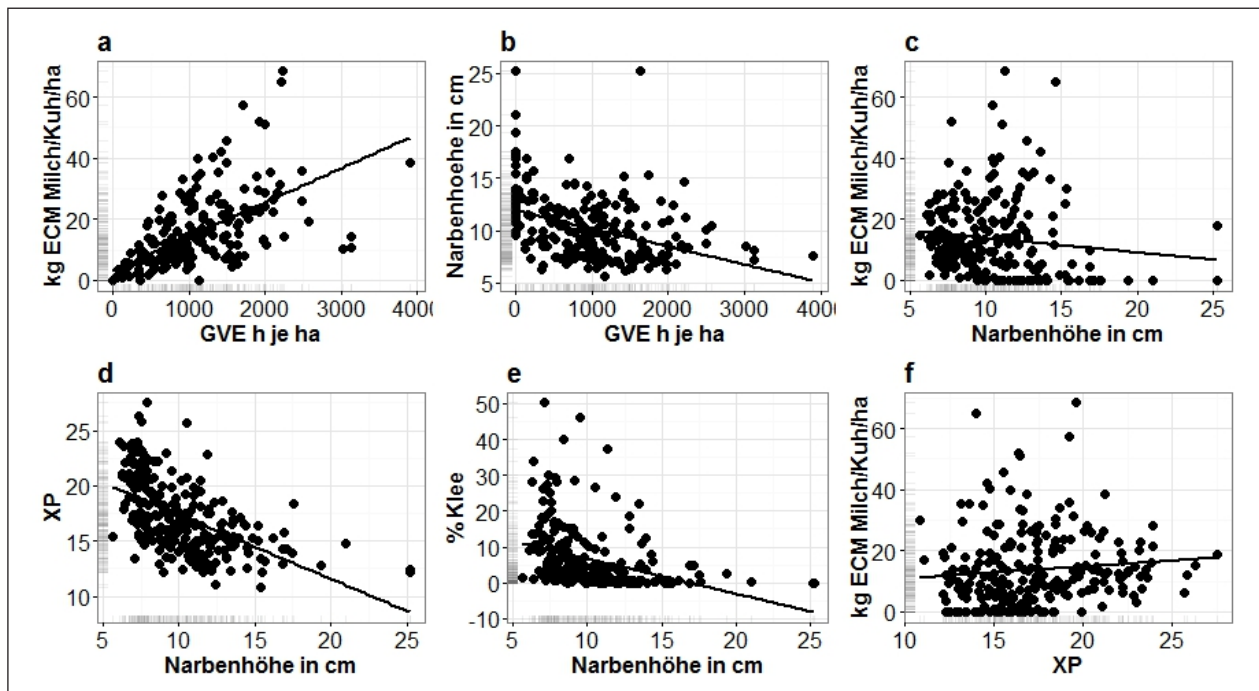 a
kg ECM Milch/Kuh/ha
60
40
20
0
0 1000 2000 3000 4000
GVE h je ha
b
Narbenhoehe in cm
25
20
15
10
5
0 1000 2000 3000 4000
GVE h je ha
c
kg ECM Milch/Kuh/ha
60
40
20
0
5 10 15 20 25
Narbenhöhe in cm
d
XP
25
20
15
10
5 10 15 20 25
Narbenhöhe in cm
e
% Klee
50
40
30
20
10
0
-10
5 10 15 20 25
Narbenhöhe in cm
f
kg ECM Milch/Kuh/ha
60
40
20
0
10 15 20 25
XP